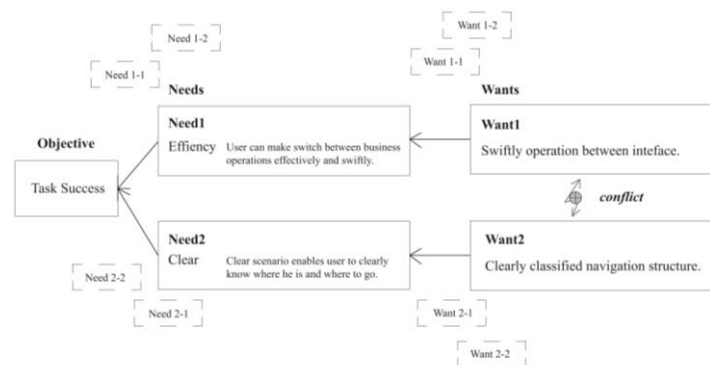 Need 1-2
Want 1-2
Need 1-1
Want 1-1
Needs
Wants
Objective
Task Success
Need1
Effiency
User can make switch between business
operations effectively and swiftly.
Want1
Swiftly operation between inteface.
conflict
Need2
Clear
Clear scenario enables user to clearly
know where he is and where to go.
Want2
Clearly classified navigation structure.
Need 2-2
Need 2-1
Want 2-1
Want 2-2